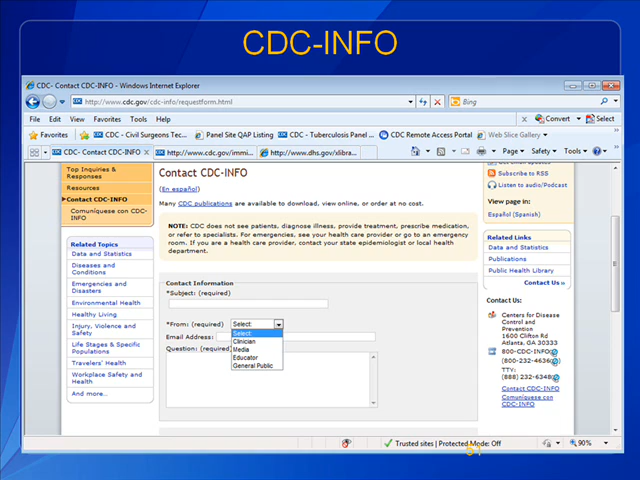 CDC-INFO
CDC- Contact CDC-INFO - Windows Internet Explorer
http://www.cdc.gov/cdc-info/requestform.html
Bing
File Edit View Favorites Tools Help
x Convert Select
Favorites CDC - Civil Surgeons Tec... Panel Site QAP Listing CDC - Tuberculosis Panel ... CDC Remote Access Portal Web Slice Gallery
CDC- Contact CDC-INFO http://www.cdc.gov/immi... http://www.dhs.gov/xlibra...
Page Safety Tools
Top Inquiries &
Responses
Resources
Contact CDC-INFO
Comuníquese con CDC-
INFO
Related Topics
Data and Statistics
Diseases and
Conditions
Emergencies and
Disasters
Environmental Health
Healthy Living
Injury, Violence and
Safety
Life Stages & Specific
Populations
Travelers' Health
Workplace Safety and
Health
And more...
Contact CDC-INFO
(En español)
Many CDC publications are available to download, view online, or order at no cost.
NOTE: CDC does not see patients, diagnose illness, provide treatment, prescribe medication,
or refer to specialists. For emergencies, see your health care provider or go to an emergency
room. If you are a health care provider, contact your state epidemiologist or local health
department.
Contact Information
*Subject: (required)
*From: (required) Select:
Select:
Clinician
Media
Educator
General Public
Email Address:
Question: (required)
Subscribe to RSS
Listen to audio/Podcast
View page in:
Español (Spanish)
Related Links
Data and Statistics
Publications
Public Health Library
Contact Us »
Contact Us:
Centers for Disease
Control and
Prevention
1600 Clifton Rd
Atlanta, GA 30333
800-CDC-INFO
(800-232-4636)
TTY:
(888) 232-6348
Contact CDC-INFO
Comuníquese con
CDC-INFO
Trusted sites | Protected Mode: Off
90%
51